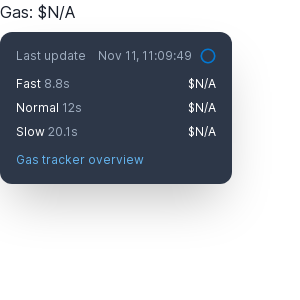 Gas: $N/A
Last update Nov 11, 11:09:49
Fast 8.8s $N/A
Normal 12s $N/A
Slow 20.1s $N/A
Gas tracker overview